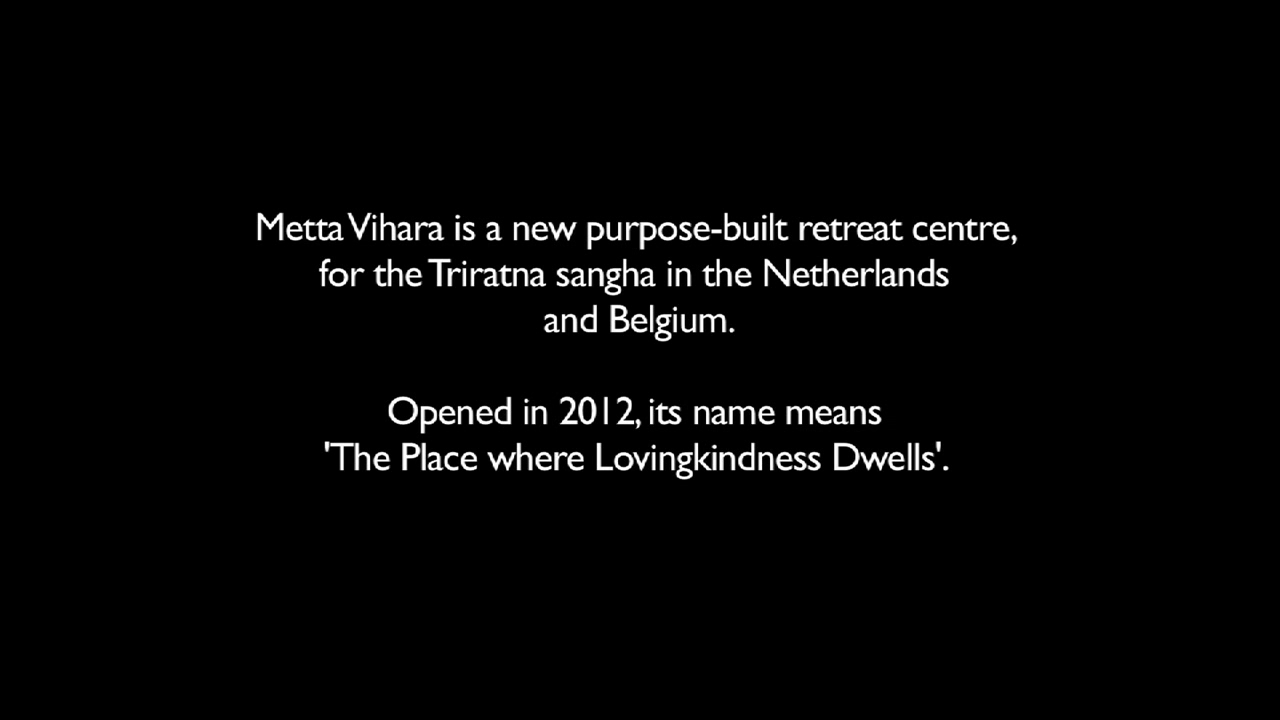 Metta Vihara is a new purpose-built retreat centre,
for the Triratna sangha in the Netherlands
and Belgium.
Opened in 2012, its name means
'The Place where Lovingkindness Dwells'.